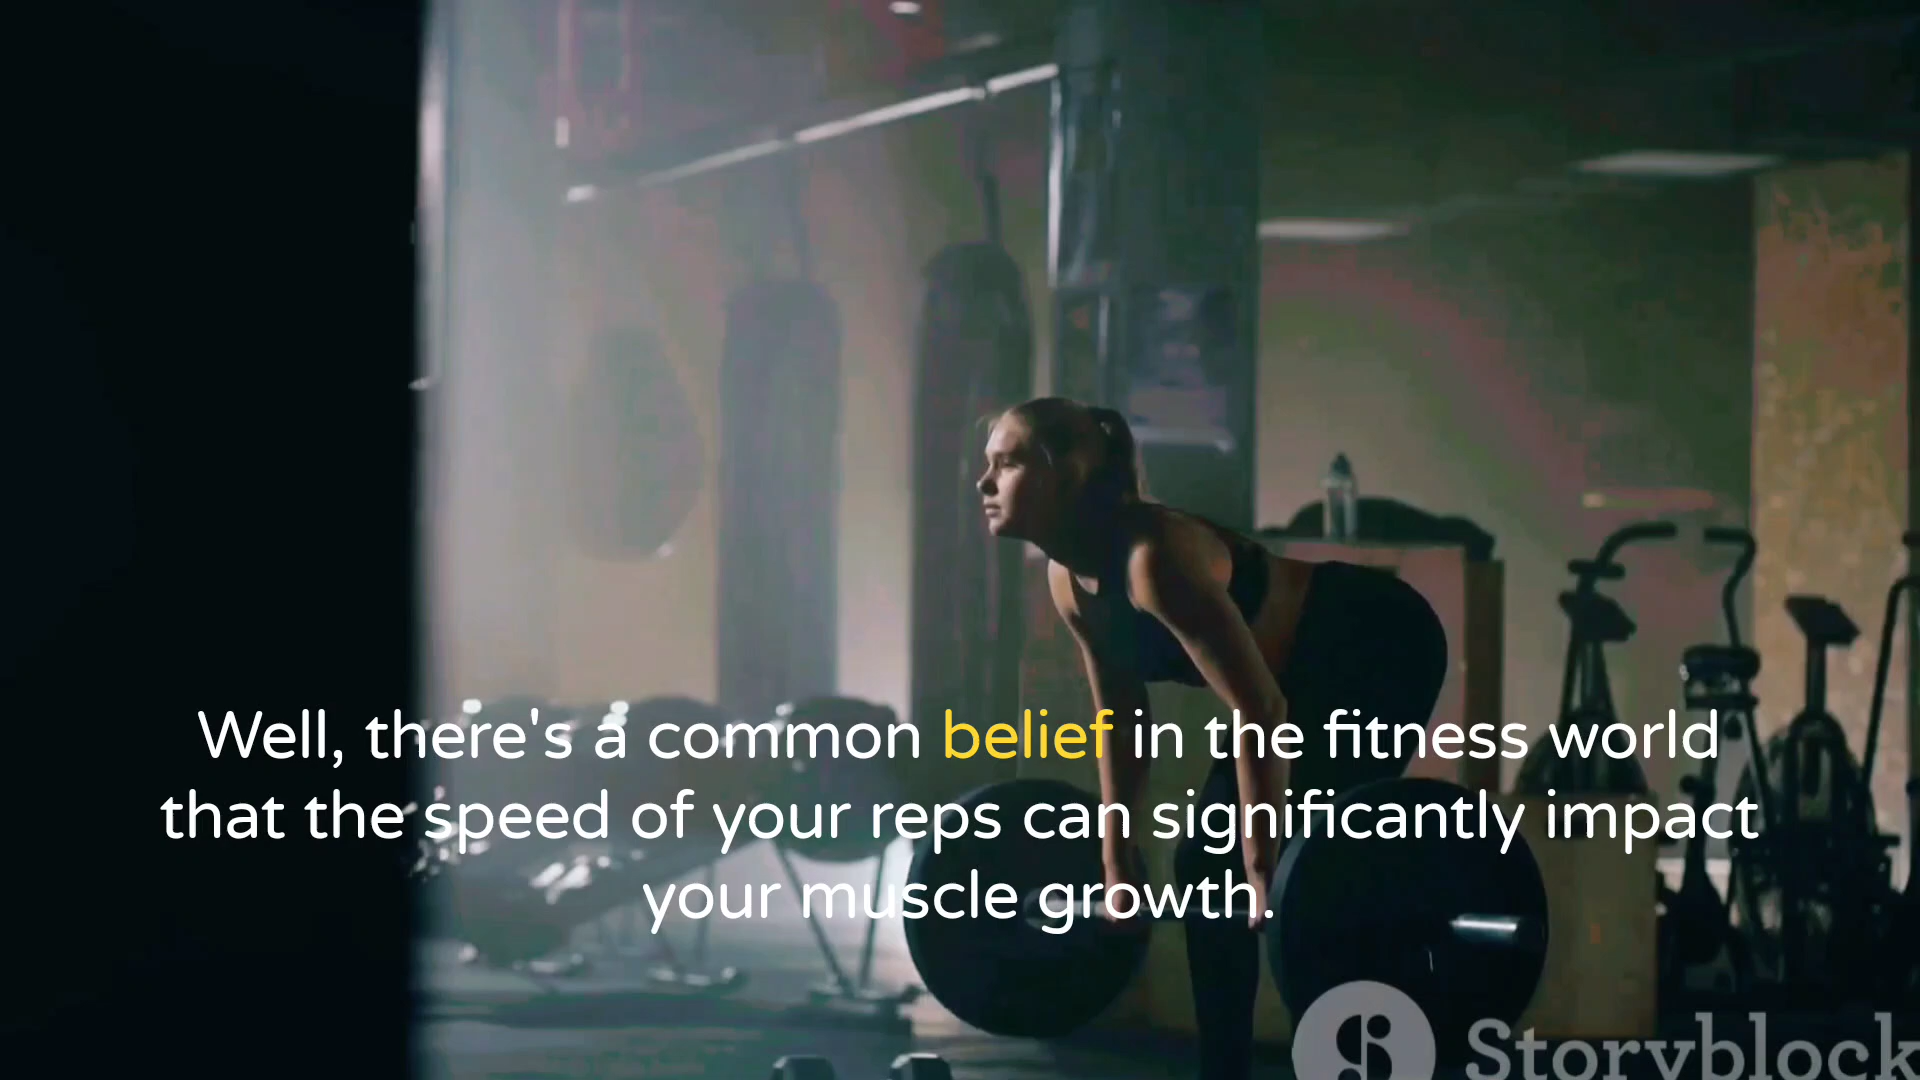 Well, there's a common belief in the fitness world
that the speed of your reps can significantly impact
your muscle growth.
Storyblock